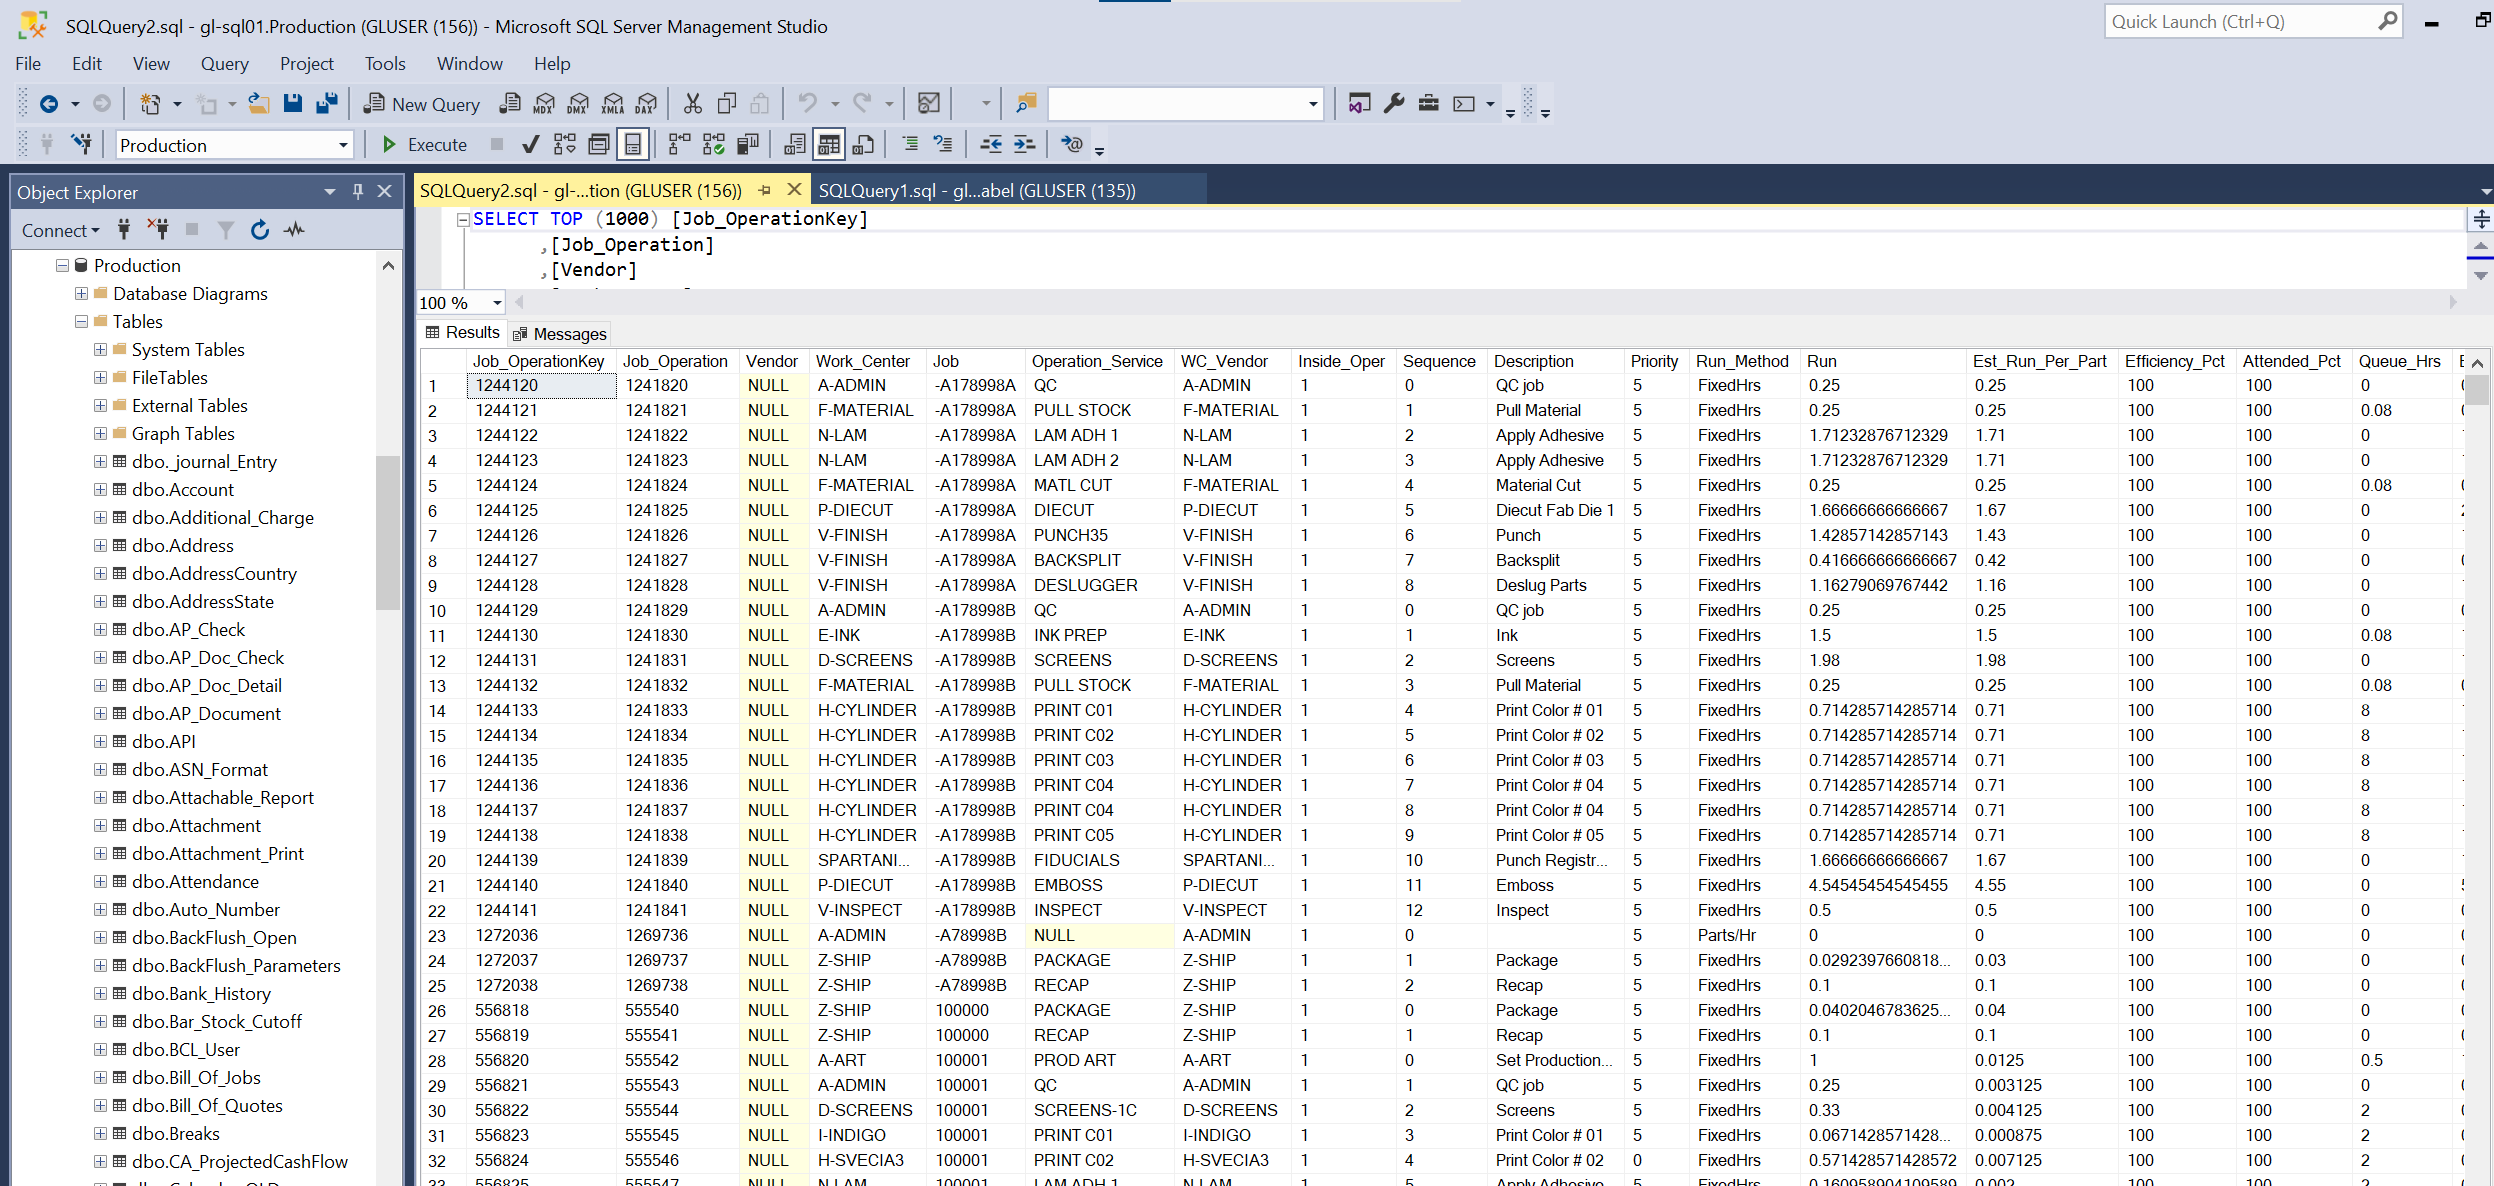 SQLQuery2.sql - gl-sql01.Production (GLUSER (156)) - Microsoft SQL Server Management Studio
Quick Launch (Ctrl+Q)
File Edit View Query Project Tools Window Help
New Query MDX DMX XMLA DAX
Production Execute
Object Explorer
Connect
Production
Database Diagrams
Tables
System Tables
FileTables
External Tables
Graph Tables
dbo._journal_Entry
dbo.Account
dbo.Additional_Charge
dbo.Address
dbo.AddressCountry
dbo.AddressState
dbo.AP_Check
dbo.AP_Doc_Check
dbo.AP_Doc_Detail
dbo.AP_Document
dbo.API
dbo.ASN_Format
dbo.Attachable_Report
dbo.Attachment
dbo.Attachment_Print
dbo.Attendance
dbo.Auto_Number
dbo.BackFlush_Open
dbo.BackFlush_Parameters
dbo.Bank_History
dbo.Bar_Stock_Cutoff
dbo.BCL_User
dbo.Bill_Of_Jobs
dbo.Bill_Of_Quotes
dbo.Breaks
dbo.CA_ProjectedCashFlow
SQLQuery2.sql - gl-...tion (GLUSER (156)) SQLQuery1.sql - gl...abel (GLUSER (135))
SELECT TOP (1000) [Job_OperationKey]
,[Job_Operation]
,[Vendor]
100 %
Results Messages
Job_OperationKey Job_Operation Vendor Work_Center Job Operation_Service WC_Vendor Inside_Oper Sequence Description Priority Run_Method Run Est_Run_Per_Part Efficiency_Pct Attended_Pct Queue_Hrs
1 1244120 1241820 NULL A-ADMIN -A178998A QC A-ADMIN 1 0 QC job 5 FixedHrs 0.25 0.25 100 100 0
2 1244121 1241821 NULL F-MATERIAL -A178998A PULL STOCK F-MATERIAL 1 1 Pull Material 5 FixedHrs 0.25 0.25 100 100 0.08
3 1244122 1241822 NULL N-LAM -A178998A LAM ADH 1 N-LAM 1 2 Apply Adhesive 5 FixedHrs 1.71232876712329 1.71 100 100 0
4 1244123 1241823 NULL N-LAM -A178998A LAM ADH 2 N-LAM 1 3 Apply Adhesive 5 FixedHrs 1.71232876712329 1.71 100 100 0
5 1244124 1241824 NULL F-MATERIAL -A178998A MATL CUT F-MATERIAL 1 4 Material Cut 5 FixedHrs 0.25 0.25 100 100 0.08
6 1244125 1241825 NULL P-DIECUT -A178998A DIECUT P-DIECUT 1 5 Diecut Fab Die 1 5 FixedHrs 1.66666666666667 1.67 100 100 0
7 1244126 1241826 NULL V-FINISH -A178998A PUNCH35 V-FINISH 1 6 Punch 5 FixedHrs 1.42857142857143 1.43 100 100 0
8 1244127 1241827 NULL V-FINISH -A178998A BACKSPLIT V-FINISH 1 7 Backsplit 5 FixedHrs 0.416666666666667 0.42 100 100 0
9 1244128 1241828 NULL V-FINISH -A178998A DESLUGGER V-FINISH 1 8 Deslug Parts 5 FixedHrs 1.16279069767442 1.16 100 100 0
10 1244129 1241829 NULL A-ADMIN -A178998B QC A-ADMIN 1 0 QC job 5 FixedHrs 0.25 0.25 100 100 0
11 1244130 1241830 NULL E-INK -A178998B INK PREP E-INK 1 1 Ink 5 FixedHrs 1.5 1.5 100 100 0.08
12 1244131 1241831 NULL D-SCREENS -A178998B SCREENS D-SCREENS 1 2 Screens 5 FixedHrs 1.98 1.98 100 100 0
13 1244132 1241832 NULL F-MATERIAL -A178998B PULL STOCK F-MATERIAL 1 3 Pull Material 5 FixedHrs 0.25 0.25 100 100 0.08
14 1244133 1241833 NULL H-CYLINDER -A178998B PRINT C01 H-CYLINDER 1 4 Print Color # 01 5 FixedHrs 0.714285714285714 0.71 100 100 8
15 1244134 1241834 NULL H-CYLINDER -A178998B PRINT C02 H-CYLINDER 1 5 Print Color # 02 5 FixedHrs 0.714285714285714 0.71 100 100 8
16 1244135 1241835 NULL H-CYLINDER -A178998B PRINT C03 H-CYLINDER 1 6 Print Color # 03 5 FixedHrs 0.714285714285714 0.71 100 100 8
17 1244136 1241836 NULL H-CYLINDER -A178998B PRINT C04 H-CYLINDER 1 7 Print Color # 04 5 FixedHrs 0.714285714285714 0.71 100 100 8
18 1244137 1241837 NULL H-CYLINDER -A178998B PRINT C04 H-CYLINDER 1 8 Print Color # 04 5 FixedHrs 0.714285714285714 0.71 100 100 8
19 1244138 1241838 NULL H-CYLINDER -A178998B PRINT C05 H-CYLINDER 1 9 Print Color # 05 5 FixedHrs 0.714285714285714 0.71 100 100 8
20 1244139 1241839 NULL SPARTANI... -A178998B FIDUCIALS SPARTANI... 1 10 Punch Registr... 5 FixedHrs 1.66666666666667 1.67 100 100 0
21 1244140 1241840 NULL P-DIECUT -A178998B EMBOSS P-DIECUT 1 11 Emboss 5 FixedHrs 4.54545454545455 4.55 100 100 0
22 1244141 1241841 NULL V-INSPECT -A178998B INSPECT V-INSPECT 1 12 Inspect 5 FixedHrs 0.5 0.5 100 100 0
23 1272036 1269736 NULL A-ADMIN -A78998B NULL A-ADMIN 1 0 5 Parts/Hr 0 0 100 100 0
24 1272037 1269737 NULL Z-SHIP -A78998B PACKAGE Z-SHIP 1 1 Package 5 FixedHrs 0.0292397660818... 0.03 100 100 0
25 1272038 1269738 NULL Z-SHIP -A78998B RECAP Z-SHIP 1 2 Recap 5 FixedHrs 0.1 0.1 100 100 0
26 556818 555540 NULL Z-SHIP 100000 PACKAGE Z-SHIP 1 0 Package 5 FixedHrs 0.0402046783625... 0.04 100 100 0
27 556819 555541 NULL Z-SHIP 100000 RECAP Z-SHIP 1 1 Recap 5 FixedHrs 0.1 0.1 100 100 0
28 556820 555542 NULL A-ART 100001 PROD ART A-ART 1 0 Set Production... 5 FixedHrs 1 0.0125 100 100 0.5
29 556821 555543 NULL A-ADMIN 100001 QC A-ADMIN 1 1 QC job 5 FixedHrs 0.25 0.003125 100 100 0
30 556822 555544 NULL D-SCREENS 100001 SCREENS-1C D-SCREENS 1 2 Screens 5 FixedHrs 0.33 0.004125 100 100 2
31 556823 555545 NULL I-INDIGO 100001 PRINT C01 I-INDIGO 1 3 Print Color # 01 5 FixedHrs 0.0671428571428... 0.000875 100 100 2
32 556824 555546 NULL H-SVECIA3 100001 PRINT C02 H-SVECIA3 1 4 Print Color # 02 0 FixedHrs 0.571428571428572 0.007125 100 100 2